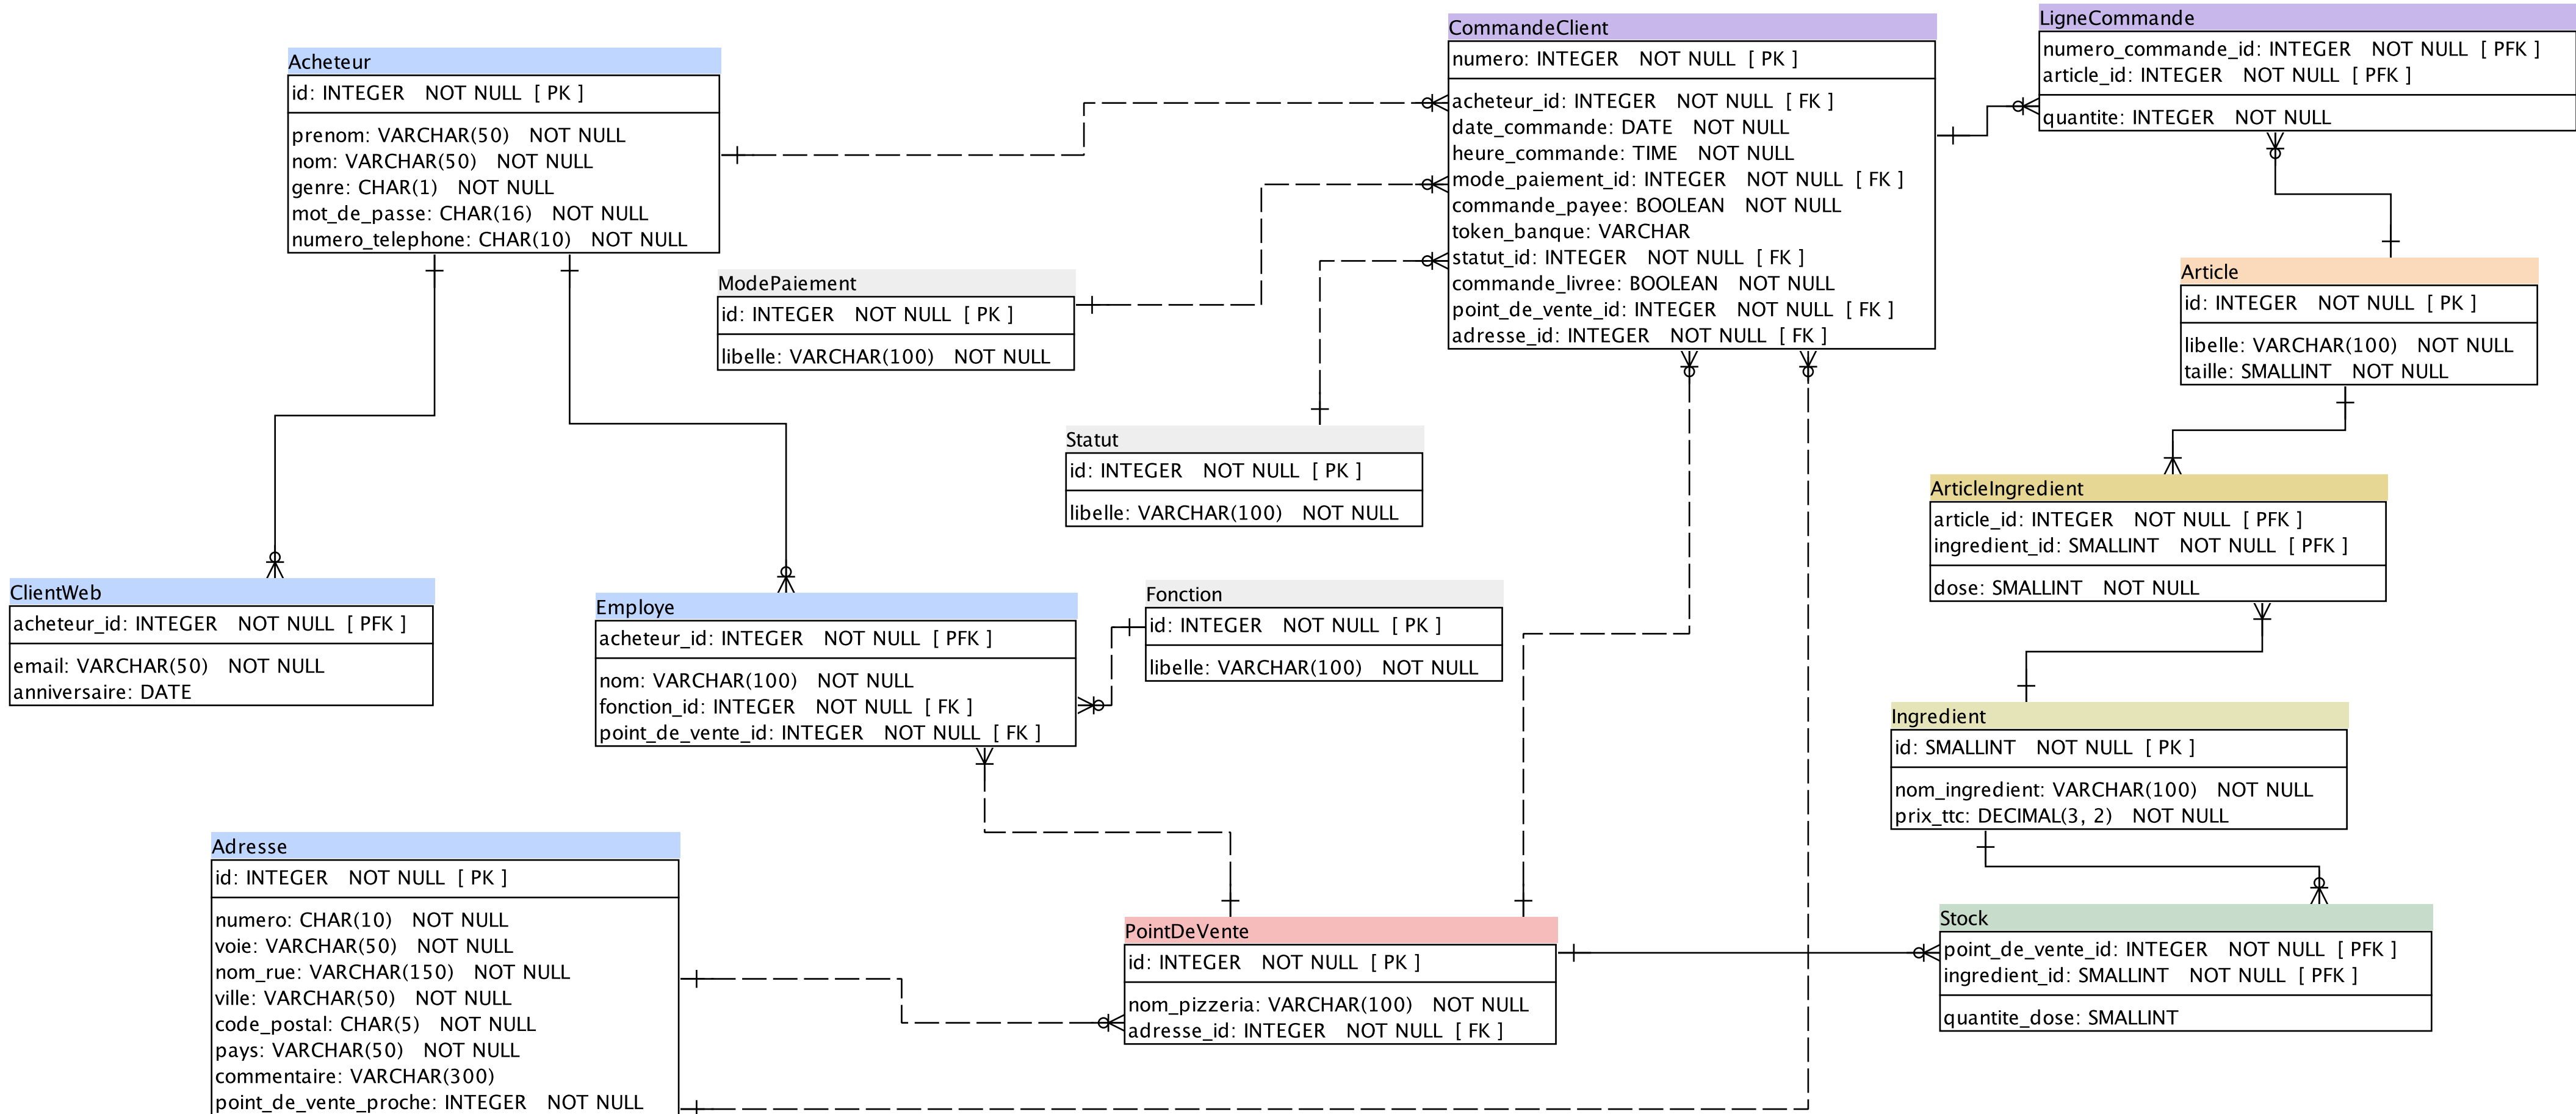 Acheteur
id: INTEGER NOT NULL [ PK ]
prenom: VARCHAR(50) NOT NULL
nom: VARCHAR(50) NOT NULL
genre: CHAR(1) NOT NULL
mot_de_passe: CHAR(16) NOT NULL
numero_telephone: CHAR(10) NOT NULL
CommandeClient
numero: INTEGER NOT NULL [ PK ]
acheteur_id: INTEGER NOT NULL [ FK ]
date_commande: DATE NOT NULL
heure_commande: TIME NOT NULL
mode_paiement_id: INTEGER NOT NULL [ FK ]
commande_payee: BOOLEAN NOT NULL
token_banque: VARCHAR
statut_id: INTEGER NOT NULL [ FK ]
commande_livree: BOOLEAN NOT NULL
point_de_vente_id: INTEGER NOT NULL [ FK ]
adresse_id: INTEGER NOT NULL [ FK ]
LigneCommande
numero_commande_id: INTEGER NOT NULL [ PFK ]
article_id: INTEGER NOT NULL [ PFK ]
quantite: INTEGER NOT NULL
ModePaiement
id: INTEGER NOT NULL [ PK ]
libelle: VARCHAR(100) NOT NULL
Article
id: INTEGER NOT NULL [ PK ]
libelle: VARCHAR(100) NOT NULL
taille: SMALLINT NOT NULL
Statut
id: INTEGER NOT NULL [ PK ]
libelle: VARCHAR(100) NOT NULL
ArticleIngredient
article_id: INTEGER NOT NULL [ PFK ]
ingredient_id: SMALLINT NOT NULL [ PFK ]
dose: SMALLINT NOT NULL
ClientWeb
acheteur_id: INTEGER NOT NULL [ PFK ]
email: VARCHAR(50) NOT NULL
anniversaire: DATE
Employe
acheteur_id: INTEGER NOT NULL [ PFK ]
nom: VARCHAR(100) NOT NULL
fonction_id: INTEGER NOT NULL [ FK ]
point_de_vente_id: INTEGER NOT NULL [ FK ]
Fonction
id: INTEGER NOT NULL [ PK ]
libelle: VARCHAR(100) NOT NULL
Ingredient
id: SMALLINT NOT NULL [ PK ]
nom_ingredient: VARCHAR(100) NOT NULL
prix_ttc: DECIMAL(3, 2) NOT NULL
Adresse
id: INTEGER NOT NULL [ PK ]
numero: CHAR(10) NOT NULL
voie: VARCHAR(50) NOT NULL
nom_rue: VARCHAR(150) NOT NULL
ville: VARCHAR(50) NOT NULL
code_postal: CHAR(5) NOT NULL
pays: VARCHAR(50) NOT NULL
commentaire: VARCHAR(300)
point_de_vente_proche: INTEGER NOT NULL
PointDeVente
id: INTEGER NOT NULL [ PK ]
nom_pizzeria: VARCHAR(100) NOT NULL
adresse_id: INTEGER NOT NULL [ FK ]
Stock
point_de_vente_id: INTEGER NOT NULL [ PFK ]
ingredient_id: SMALLINT NOT NULL [ PFK ]
quantite_dose: SMALLINT